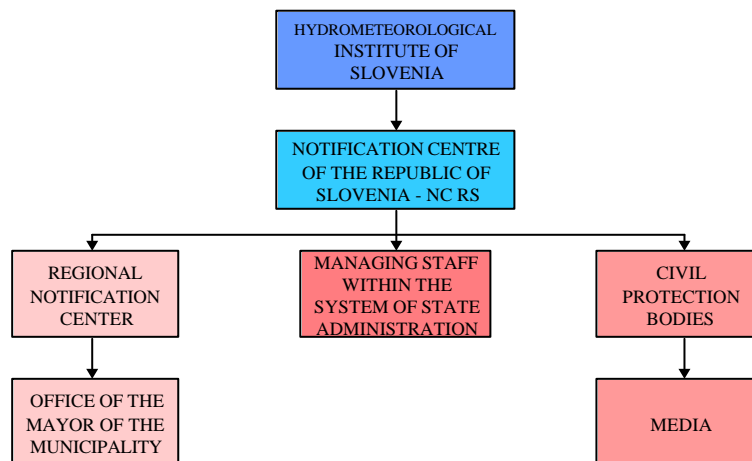 HYDROMETEOROLOGICAL
INSTITUTE OF
SLOVENIA
NOTIFICATION CENTRE
OF THE REPUBLIC OF
SLOVENIA - NC RS
REGIONAL
NOTIFICATION
CENTER
MANAGING STAFF
WITHIN THE
SYSTEM OF STATE
ADMINISTRATION
CIVIL
PROTECTION
BODIES
OFFICE OF THE
MAYOR OF THE
MUNICIPALITY
MEDIA